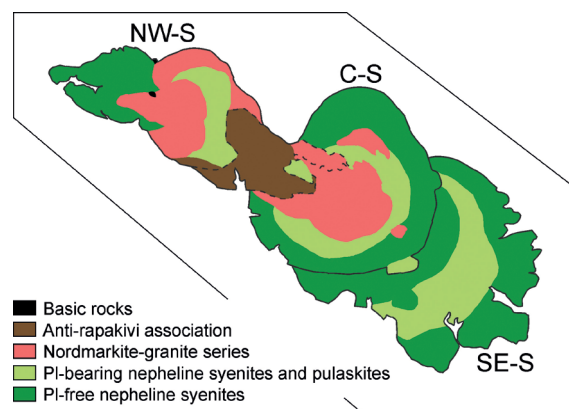 NW-S
C-S
Basic rocks
Anti-rapakivi association
Nordmarkite-granite series
Pl-bearing nepheline syenites and pulaskites
Pl-free nepheline syenites
SE-S